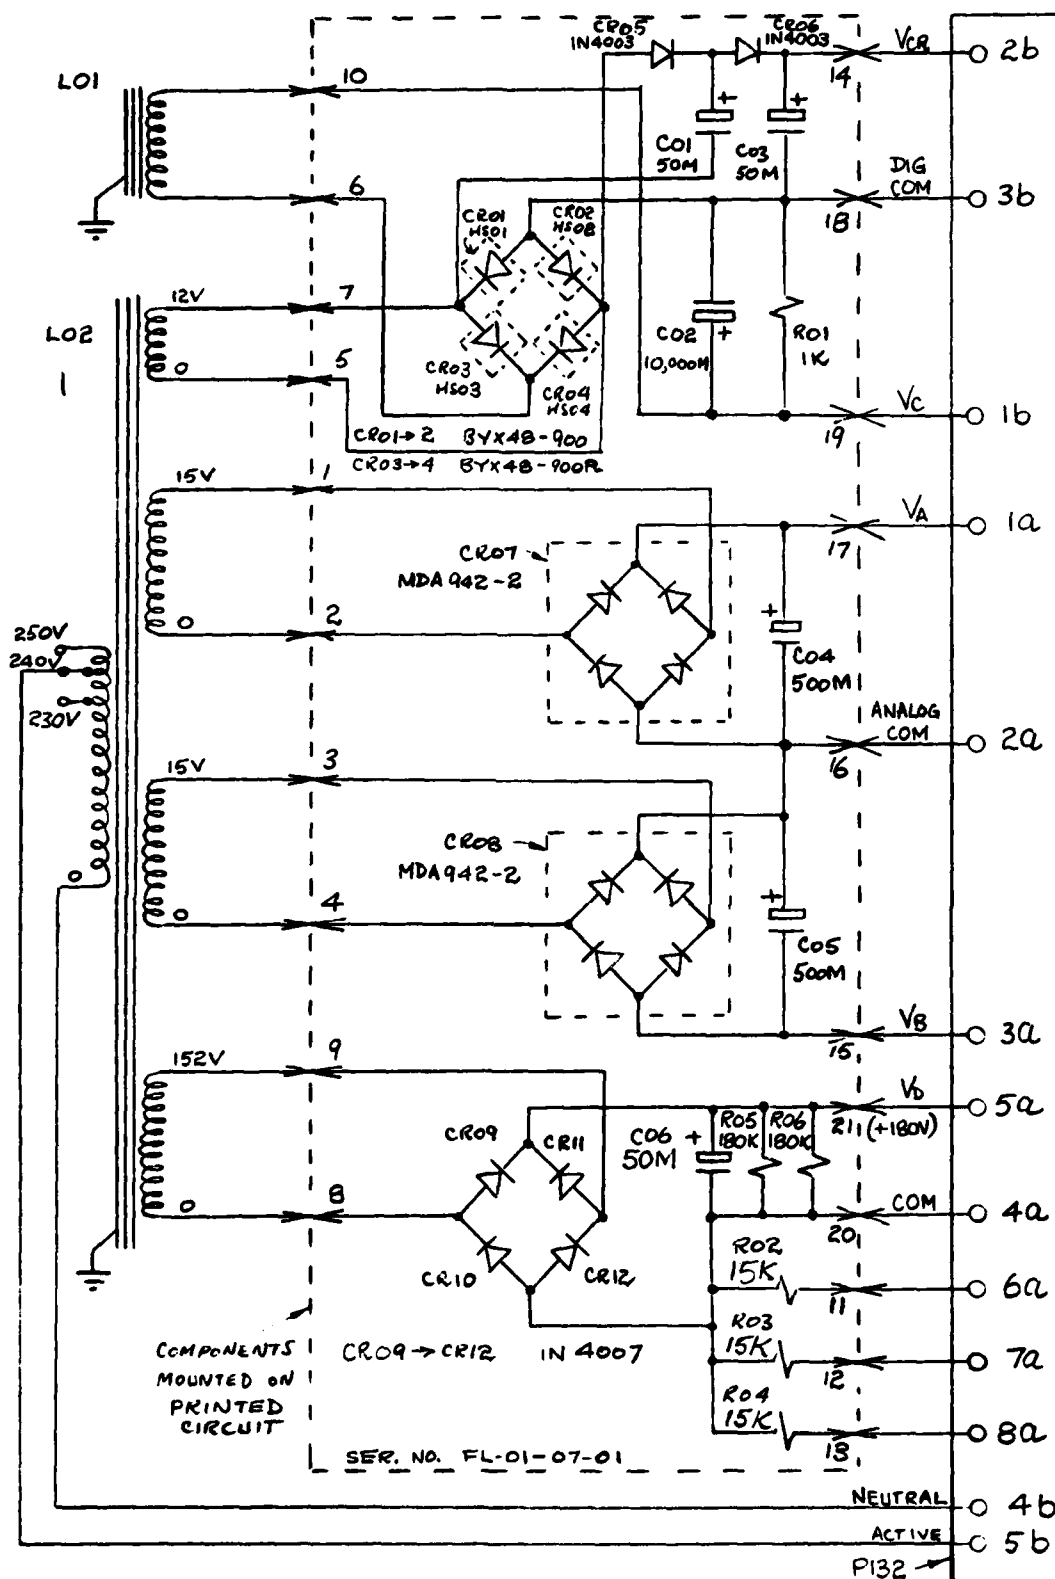 CR05
1N4003
CR06
1N4003
14
VCR
2b
L01
10
C01
50M
C03
50M
DIG
COM
3b
18
6
CR01
HS01
CR02
HS02
12V
7
L02
1
0
5
CR03
HS03
CR04
HS04
C02
10,000M
R01
1K
VC
1b
19
CR01→2 BYX48-900
CR03→4 BYX48-900R
15V
1
VA
1a
17
CR07
MDA942-2
0
2
250V
240V
230V
C04
500M
ANALOG
COM
2a
16
15V
3
CR08
MDA942-2
0
0
4
C05
500M
VB
3a
15
152V
9
VD
5a
21 (+180V)
CR09
CR11
C06
50M
R05
180K
R06
180K
0
8
COM
4a
20
CR10
CR12
R02
15K
11
6a
R03
15K
12
7a
R04
15K
13
8a
COMPONENTS
MOUNTED ON
PRINTED
CIRCUIT
CR09→CR12 IN 4007
SER. NO. FL-01-07-01
NEUTRAL
4b
ACTIVE
5b
P132